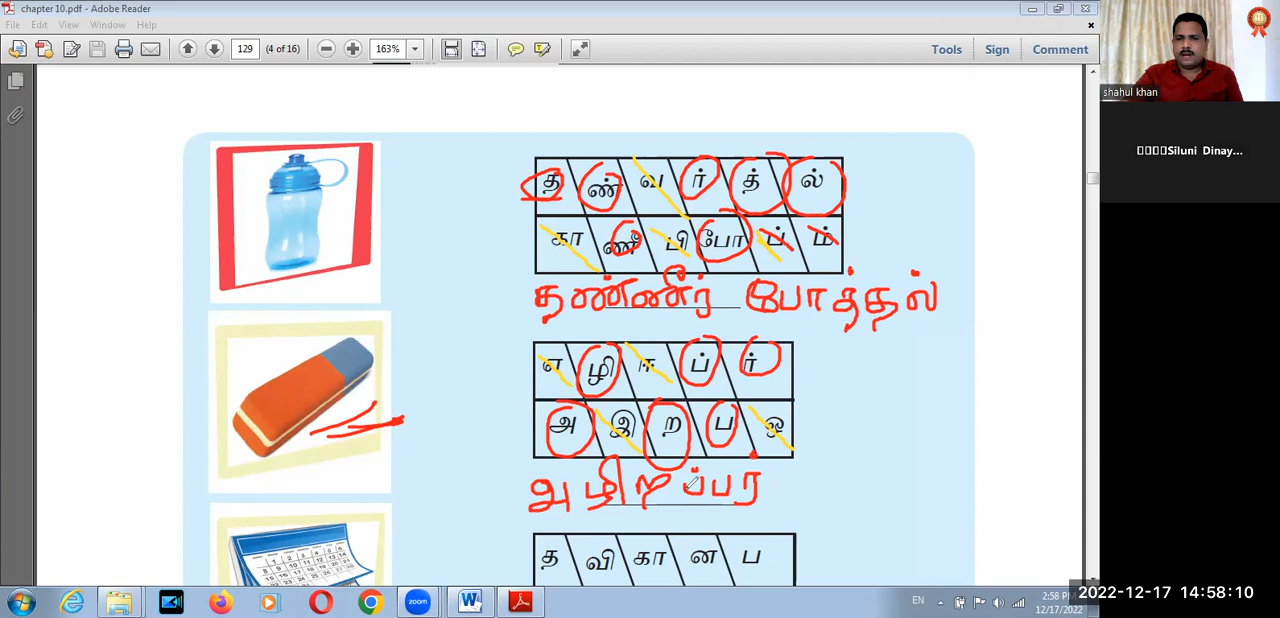 chapter 10.pdf - Adobe Reader
File Edit View Window Help
129 (4 of 16) 163% Tools Sign Comment
shahul khan
Siluni Dinay...
த ண் வ ர் த் ல்
கா ணீ பி போ ப் ம்
தண்ணீர் போத்தல்
எ ழி ஈ ப் ர்
அ இ ற ப ஒ
அழிறப்பர்
த வி கா ன ப
EN 2:58 PM
12/17/2022
2022-12-17 14:58:10
zoom